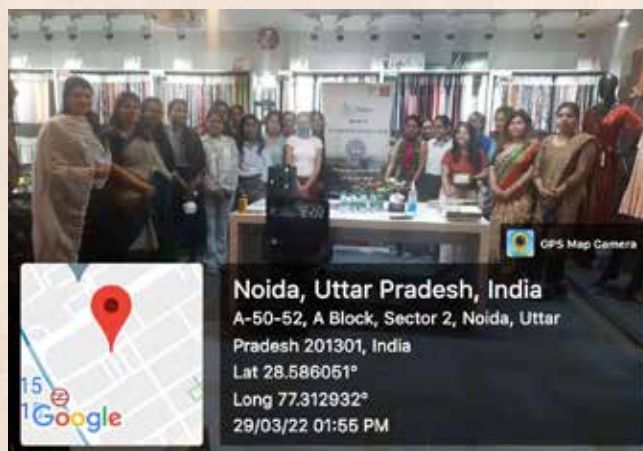 GPS Map Camera
Noida, Uttar Pradesh, India
A-50-52, A Block, Sector 2, Noida, Uttar
Pradesh 201301, India
Lat 28.586051°
Long 77.312932°
29/03/22 01:55 PM
15
Google